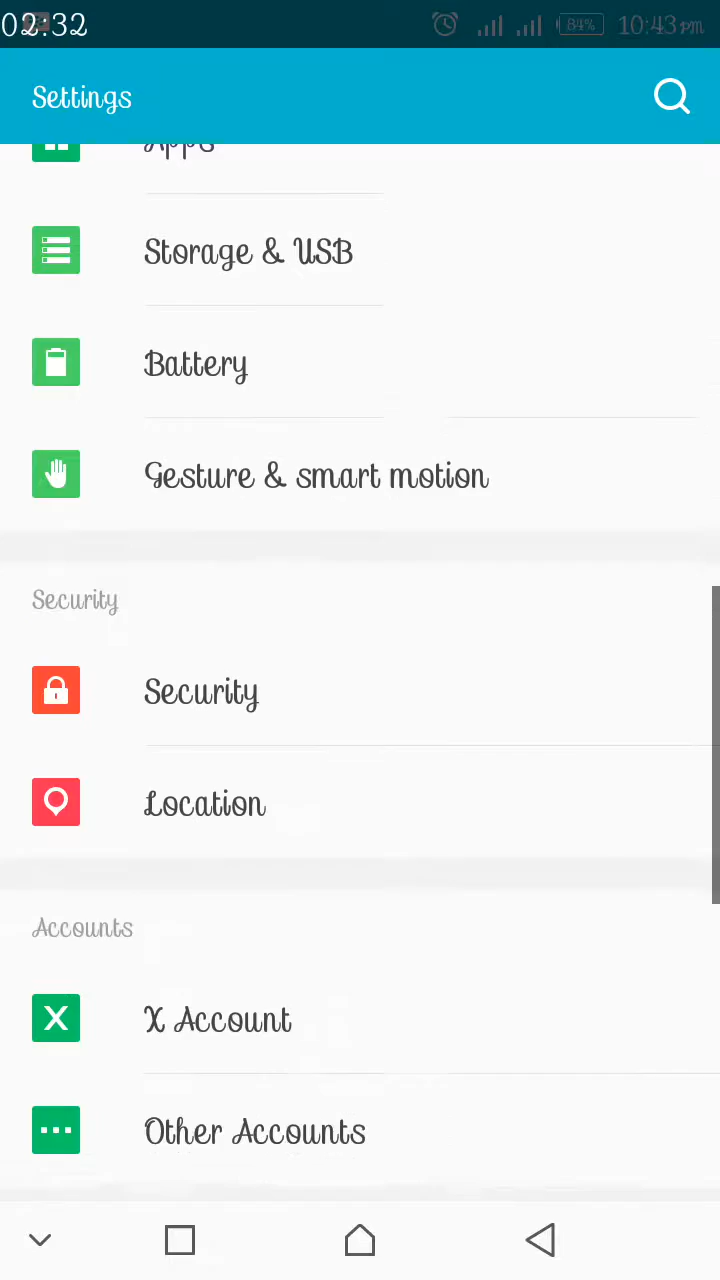 02:32
84% 10:43 pm
Settings
Apps
Storage & USB
Battery
Gesture & smart motion
Security
Security
Location
Accounts
X Account
Other Accounts